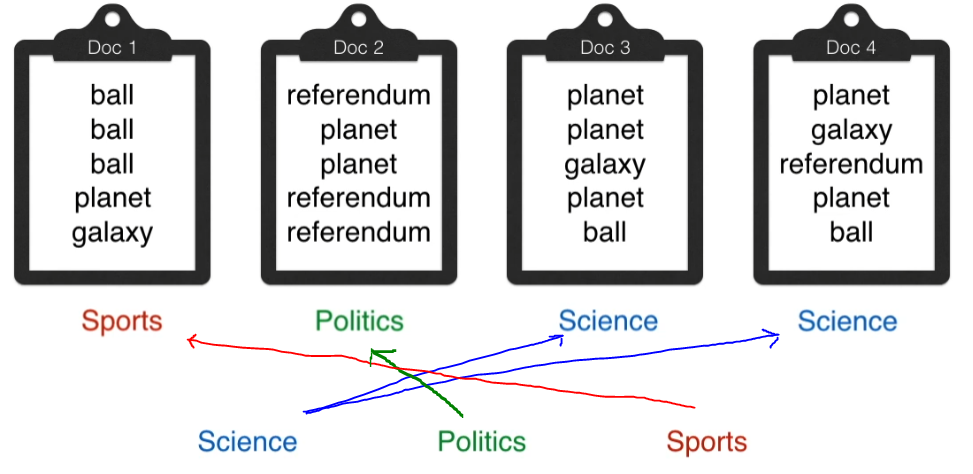 Doc 1
ball
ball
ball
planet
galaxy
Sports
Doc 2
referendum
planet
planet
referendum
referendum
Politics
Doc 3
planet
planet
galaxy
planet
ball
Science
Doc 4
planet
galaxy
referendum
planet
ball
Science
Science
Politics
Sports